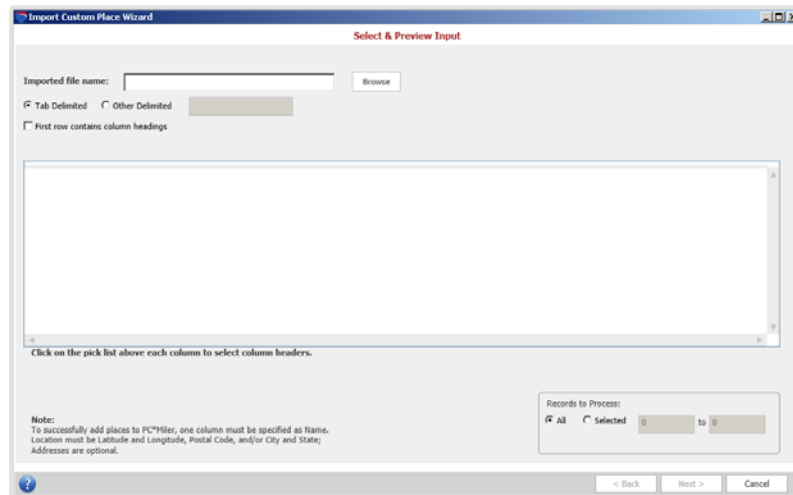 Import Custom Place Wizard
Select & Preview Input
Imported file name:
Browse
Tab Delimited Other Delimited
First row contains column headings
Click on the pick list above each column to select column headers.
Records to Process:
All Selected 0 to 0
Note:
To successfully add places to PC*Miler, one column must be specified as Name.
Location must be Latitude and Longitude, Postal Code, and/or City and State;
Addresses are optional.
?
< Back Next > Cancel